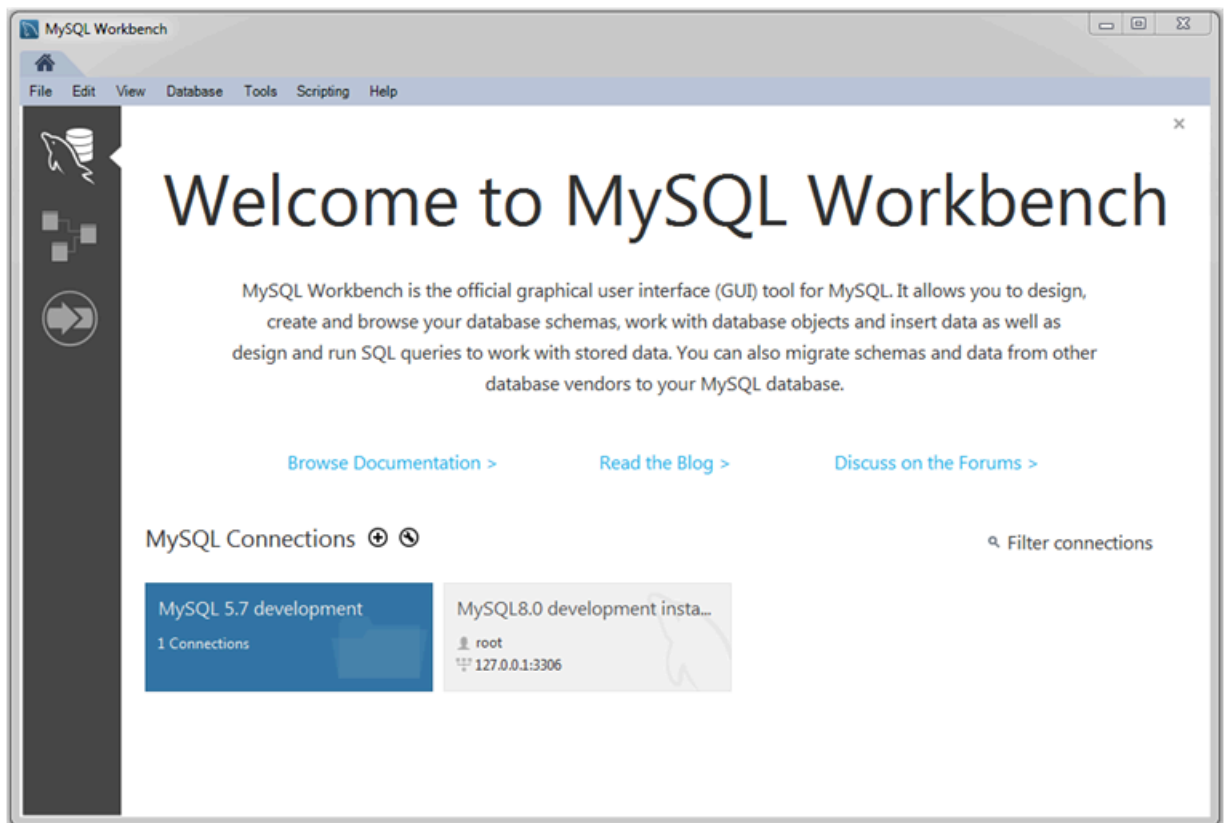 MySQL Workbench
File Edit View Database Tools Scripting Help
Welcome to MySQL Workbench
MySQL Workbench is the official graphical user interface (GUI) tool for MySQL. It allows you to design,
create and browse your database schemas, work with database objects and insert data as well as
design and run SQL queries to work with stored data. You can also migrate schemas and data from other
database vendors to your MySQL database.
Browse Documentation > Read the Blog > Discuss on the Forums >
MySQL Connections
Filter connections
MySQL 5.7 development
1 Connections
MySQL8.0 development insta...
root
127.0.0.1:3306